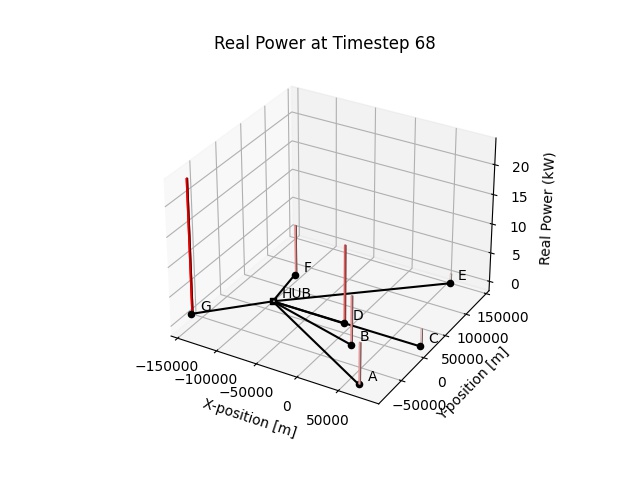 Real Power at Timestep 68
Real Power (kW)
20
15
10
5
0
F
E
HUB
G
D
B
C
A
150000
100000
50000
0
−50000
Y-position [m]
−150000
−100000
−50000
0
50000
X-position [m]